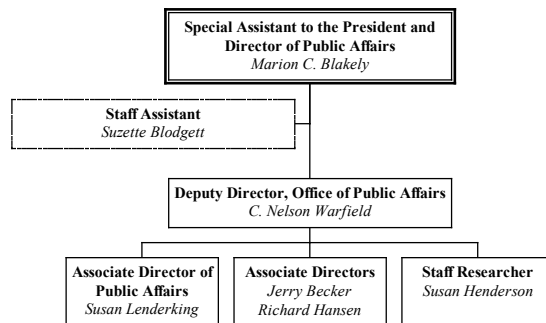 Special Assistant to the President and
Director of Public Affairs
Marion C. Blakely
Staff Assistant
Suzette Blodgett
Deputy Director, Office of Public Affairs
C. Nelson Warfield
Associate Director of
Public Affairs
Susan Lenderking
Associate Directors
Jerry Becker
Richard Hansen
Staff Researcher
Susan Henderson